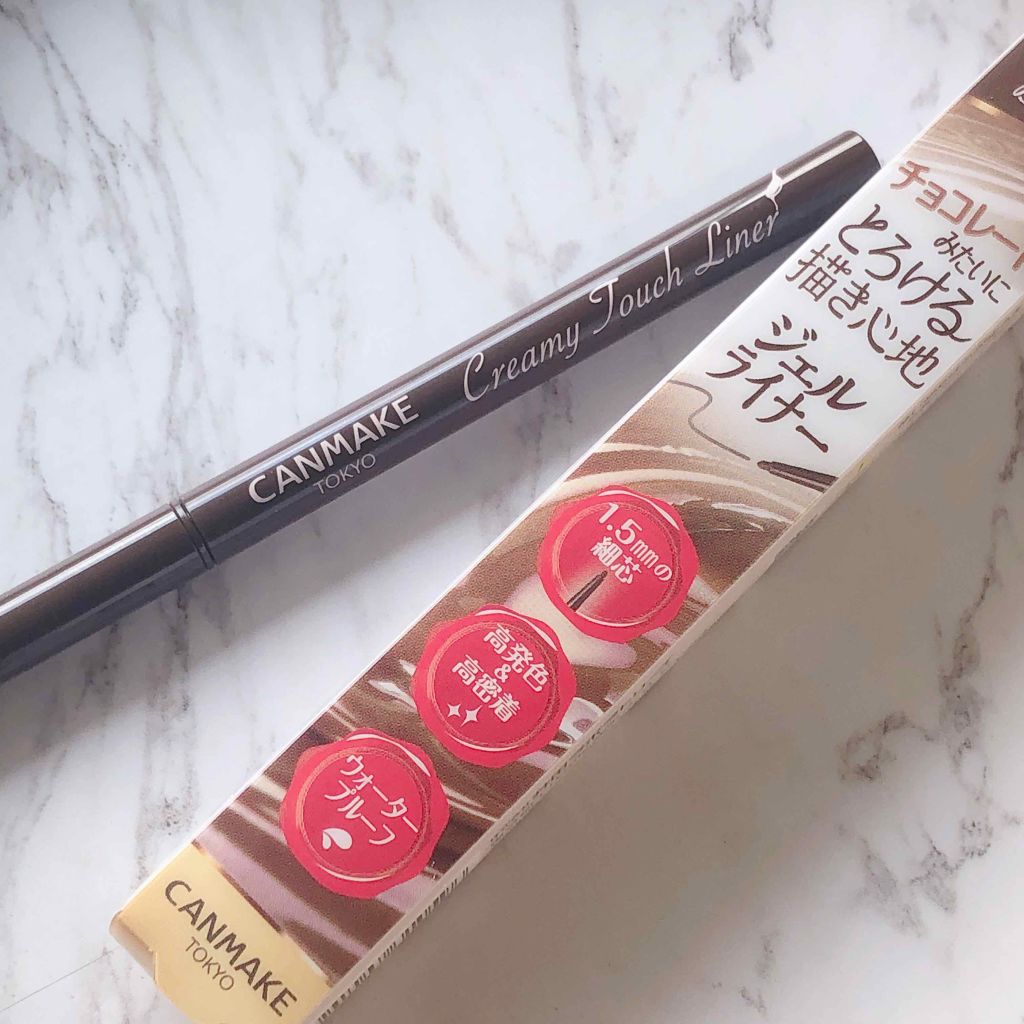 Creamy Touch Liner
CANMAKE
TOKYO
チョコレー
みたいに
とろける
描き心地
ジェル
ライナー
1.5mmの
細芯
高発色
&
高密着
ウォーター
プルーフ
CANMAKE
TOKYO